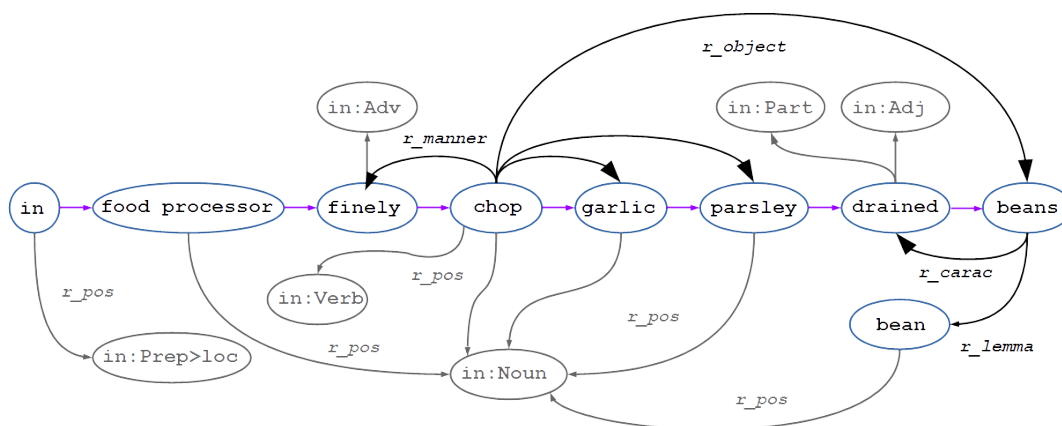 r_object
in:Adv
in:Part
in:Adj
r_manner
in
food processor
finely
chop
garlic
parsley
drained
beans
r_pos
r_carac
r_pos
in:Verb
r_pos
bean
r_pos
r_lemma
in:Prep>loc
in:Noun
r_pos